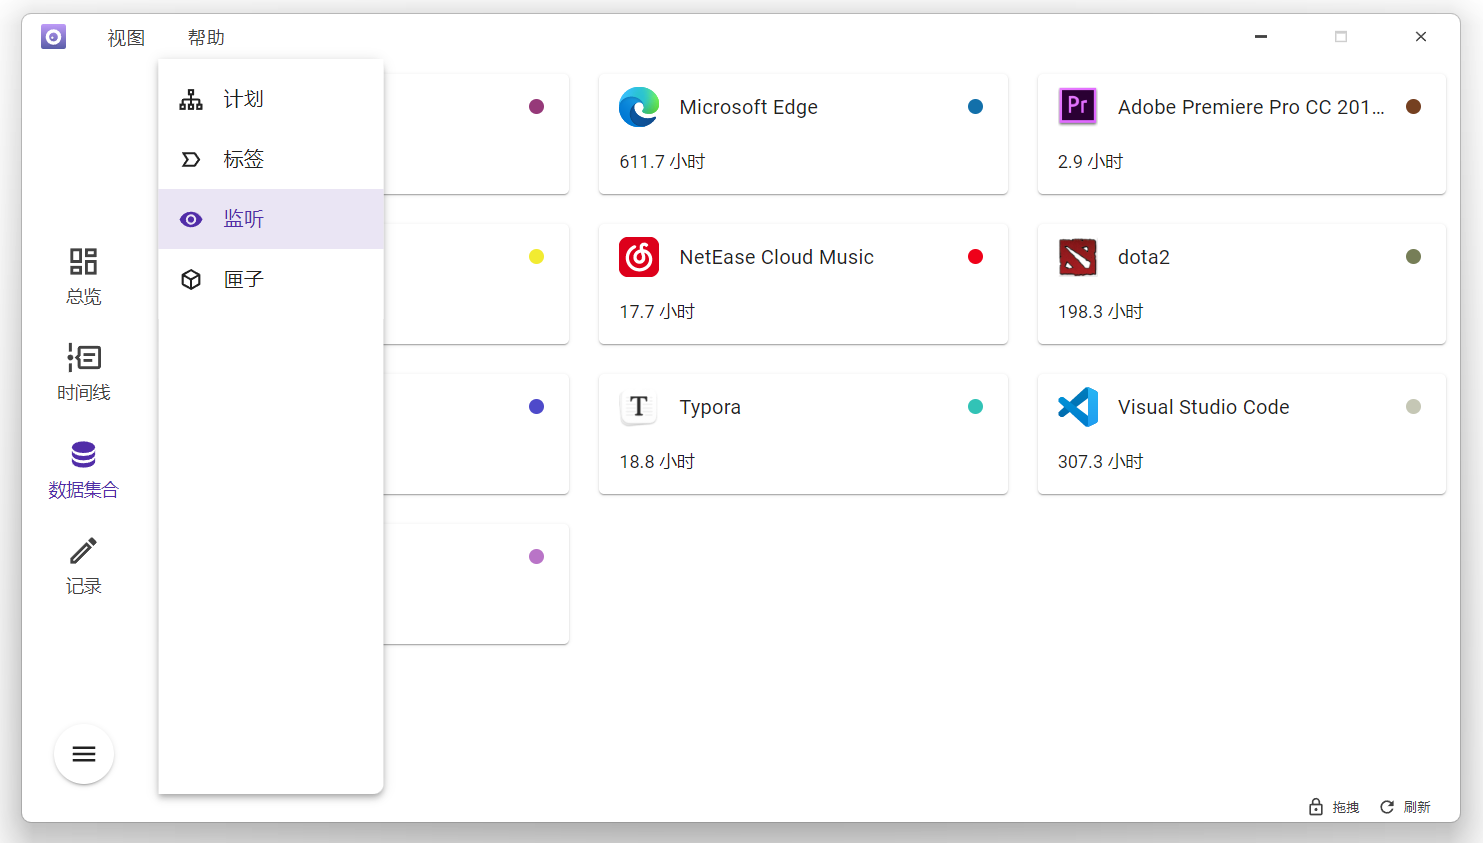 视图
帮助
计划
标签
监听
匣子
总览
时间线
数据集合
记录
Microsoft Edge
611.7 小时
Pr
Adobe Premiere Pro CC 201...
2.9 小时
NetEase Cloud Music
17.7 小时
dota2
198.3 小时
T
Typora
18.8 小时
Visual Studio Code
307.3 小时
拖拽
刷新